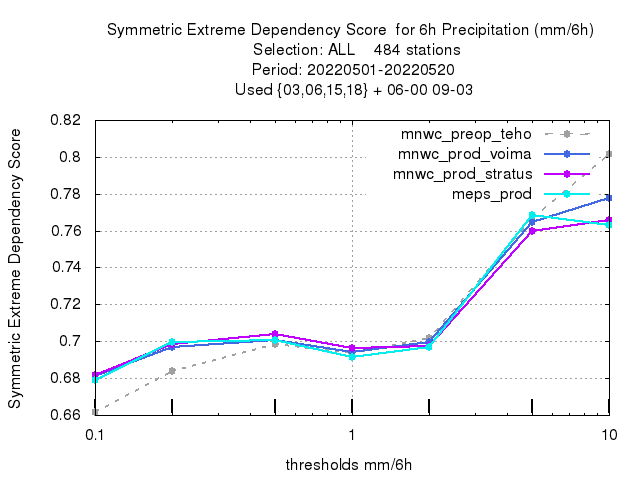 Symmetric Extreme Dependency Score for 6h Precipitation (mm/6h)
Selection: ALL 484 stations
Period: 20220501-20220520
Used {03,06,15,18} + 06-00 09-03
Symmetric Extreme Dependency Score
0.82
0.8
0.78
0.76
0.74
0.72
0.7
0.68
0.66
mnwc_preop_teho
mnwc_prod_voima
mnwc_prod_stratus
meps_prod
0.1
1
10
thresholds mm/6h